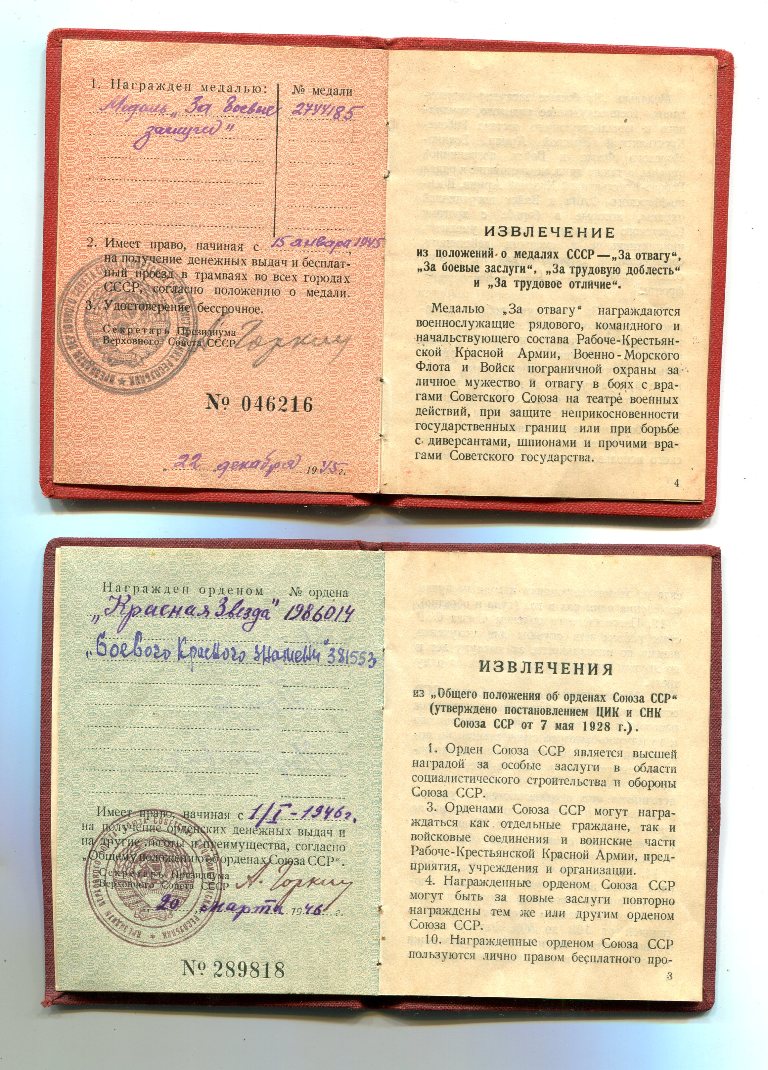 1. Награжден медалью: № медали
Медаль „За боевые 2744185
заслуги"
2. Имеет право, начиная с 15 января 1945
на получение денежных выдач и бесплат-
ный проезд в трамваях во всех городах
СССР, согласно положению о медали.
3. Удостоверение бессрочное.
Секретарь Президиума
Верховного Совета СССР А. Горкин
№ 046216
22 декабря 1945 г.
ИЗВЛЕЧЕНИЕ
из положений о медалях СССР — „За отвагу",
„За боевые заслуги", „За трудовую доблесть"
и „За трудовое отличие".
Медалью „За отвагу" награждаются
военнослужащие рядового, командного и
начальствующего состава Рабоче-Крестьян-
ской Красной Армии, Военно-Морского
Флота и Войск пограничной охраны за
личное мужество и отвагу в боях с вра-
гами Советского Союза на театре военных
действий, при защите неприкосновенности
государственных границ или при борьбе
с диверсантами, шпионами и прочими вра-
гами Советского государства.
4
Награжден орденом № ордена
„Красная Звезда" 1986014
„Боевого Красного знамени" 381553
Имеет право, начиная с 1/I - 1946 г.
на получение орденских денежных выдач и
на другие льготы и преимущества, согласно
„Общему положению об орденах Союза ССР".
Секретарь Президиума
Верховного Совета СССР А. Горкин
20 марта 1946 г.
№ 289818
ИЗВЛЕЧЕНИЯ
из „Общего положения об орденах Союза ССР"
(утверждено постановлением ЦИК и СНК
Союза ССР от 7 мая 1928 г.).
1. Орден Союза ССР является высшей
наградой за особые заслуги в области
социалистического строительства и обороны
Союза ССР.
3. Орденами Союза ССР могут награ-
ждаться как отдельные граждане, так и
войсковые соединения и воинские части
Рабоче-Крестьянской Красной Армии, пред-
приятия, учреждения и организации.
4. Награжденные орденом Союза ССР
могут быть за новые заслуги повторно
награждены тем же или другим орденом
Союза ССР.
10. Награжденные орденом Союза ССР
пользуются лично правом бесплатного про-
3